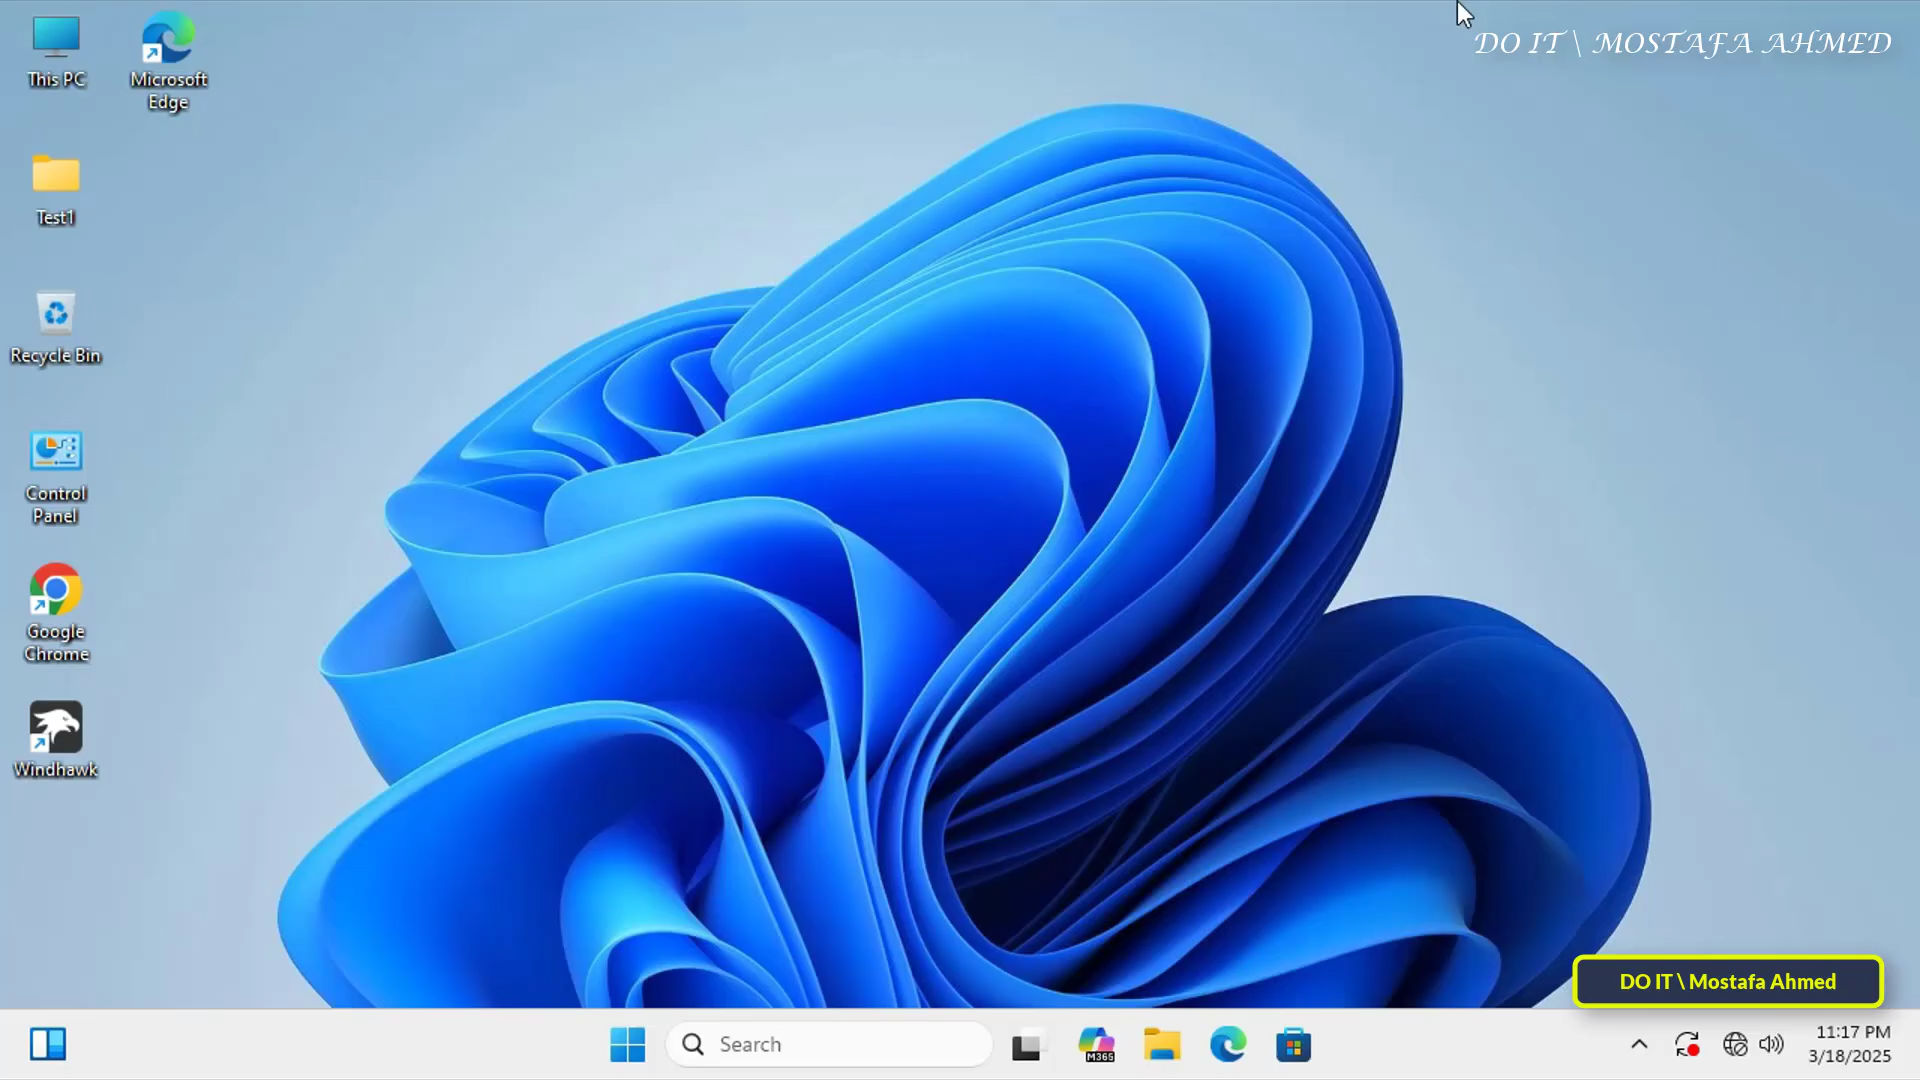 DO IT \ MOSTAFA AHMED
This PC
Microsoft
Edge
Test1
Recycle Bin
Control
Panel
Google
Chrome
Windhawk
DO IT \ Mostafa Ahmed
Search
M365
11:17 PM
3/18/2025